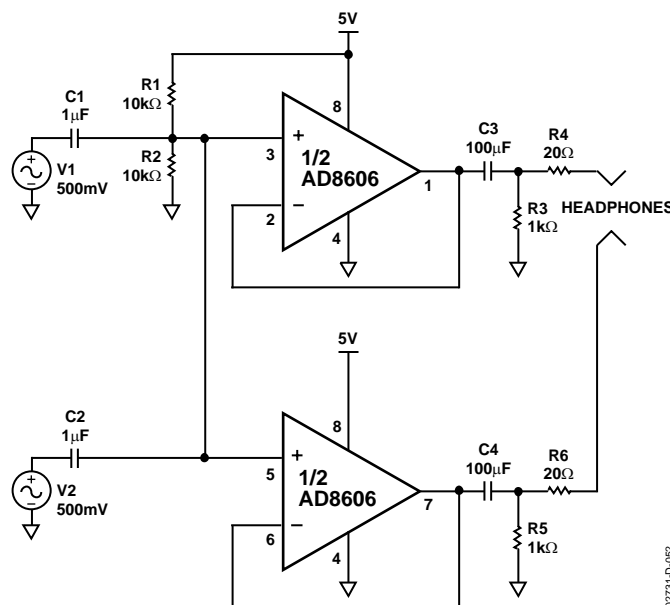 5V
R1
10kΩ
C1
1μF
8
+
R2
10kΩ
V1
500mV
3
1/2
AD8606
1
C3
100μF
R4
20Ω
−
2
4
R3
1kΩ
HEADPHONES
5V
C2
1μF
8
+
V2
500mV
5
1/2
AD8606
7
C4
100μF
R6
20Ω
−
6
4
R5
1kΩ
02731-D-052